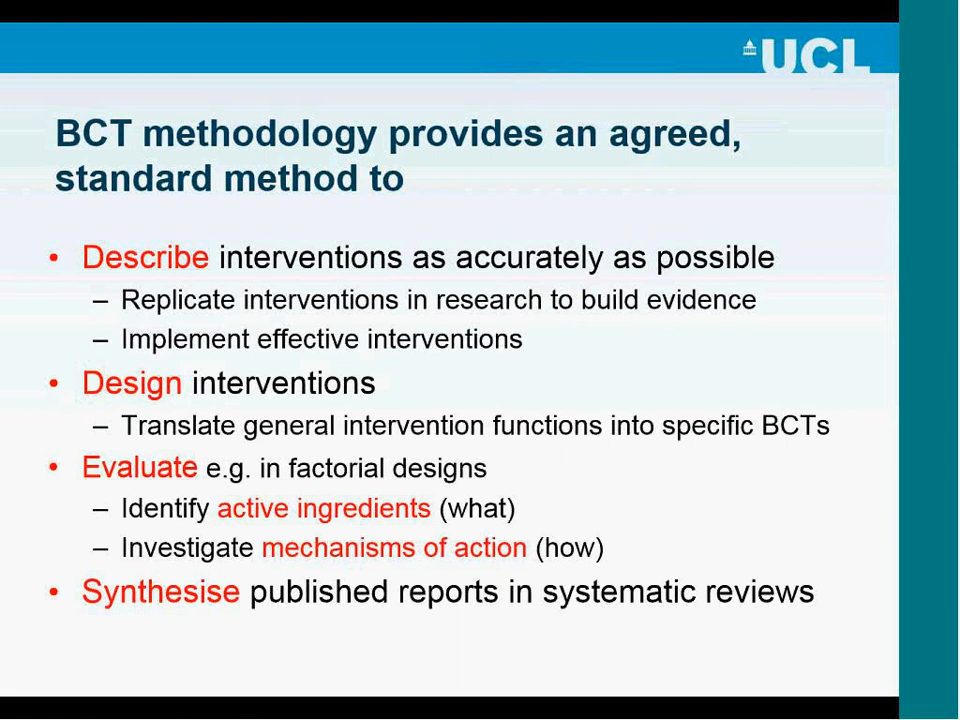 UCL
BCT methodology provides an agreed,
standard method to
• Describe interventions as accurately as possible
– Replicate interventions in research to build evidence
– Implement effective interventions
• Design interventions
– Translate general intervention functions into specific BCTs
• Evaluate e.g. in factorial designs
– Identify active ingredients (what)
– Investigate mechanisms of action (how)
• Synthesise published reports in systematic reviews